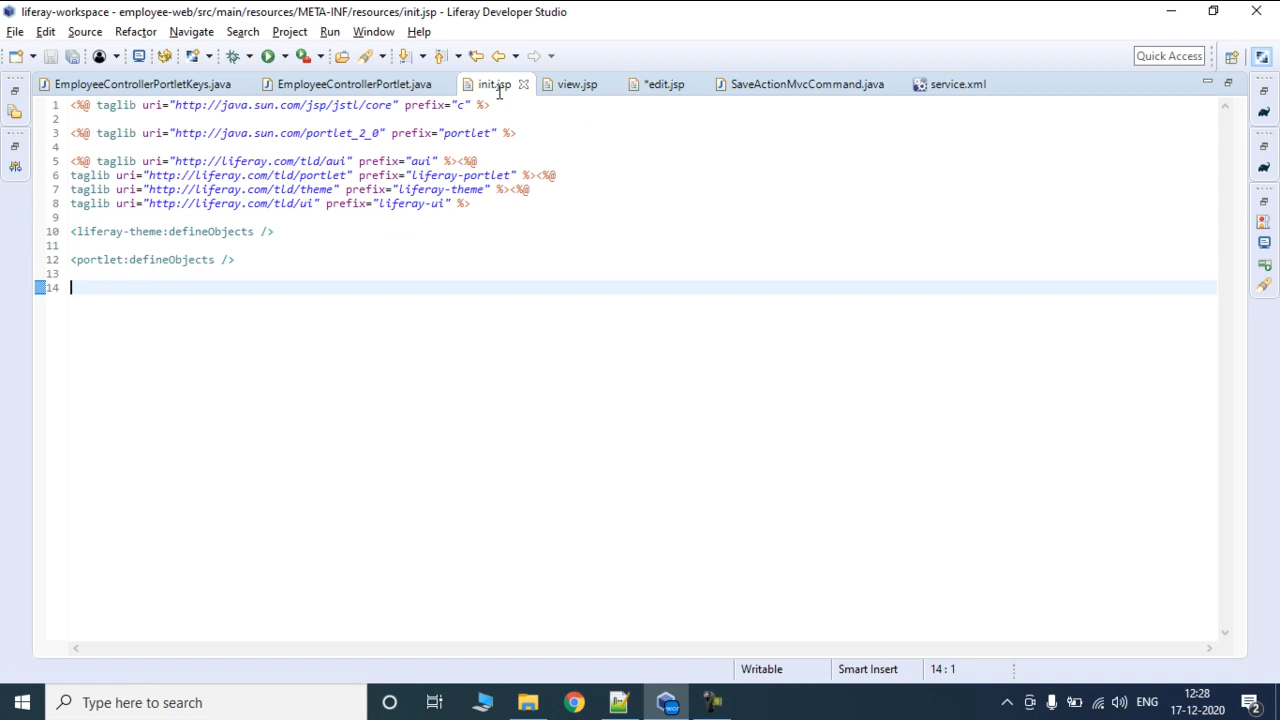 liferay-workspace - employee-web/src/main/resources/META-INF/resources/init.jsp - Liferay Developer Studio
File Edit Source Refactor Navigate Search Project Run Window Help
Quick Access
EmployeeControllerPortletKeys.java EmployeeControllerPortlet.java init.jsp view.jsp *edit.jsp SaveActionMvcCommand.java service.xml
1 <%@ taglib uri="http://java.sun.com/jsp/jstl/core" prefix="c" %>
2
3 <%@ taglib uri="http://java.sun.com/portlet_2_0" prefix="portlet" %>
4
5 <%@ taglib uri="http://liferay.com/tld/aui" prefix="aui" %><%@
6 taglib uri="http://liferay.com/tld/portlet" prefix="liferay-portlet" %><%@
7 taglib uri="http://liferay.com/tld/theme" prefix="liferay-theme" %><%@
8 taglib uri="http://liferay.com/tld/ui" prefix="liferay-ui" %>
9
10 <liferay-theme:defineObjects />
11
12 <portlet:defineObjects />
13
14
Writable Smart Insert 14 : 1
Type here to search
ENG
12:28
17-12-2020
2